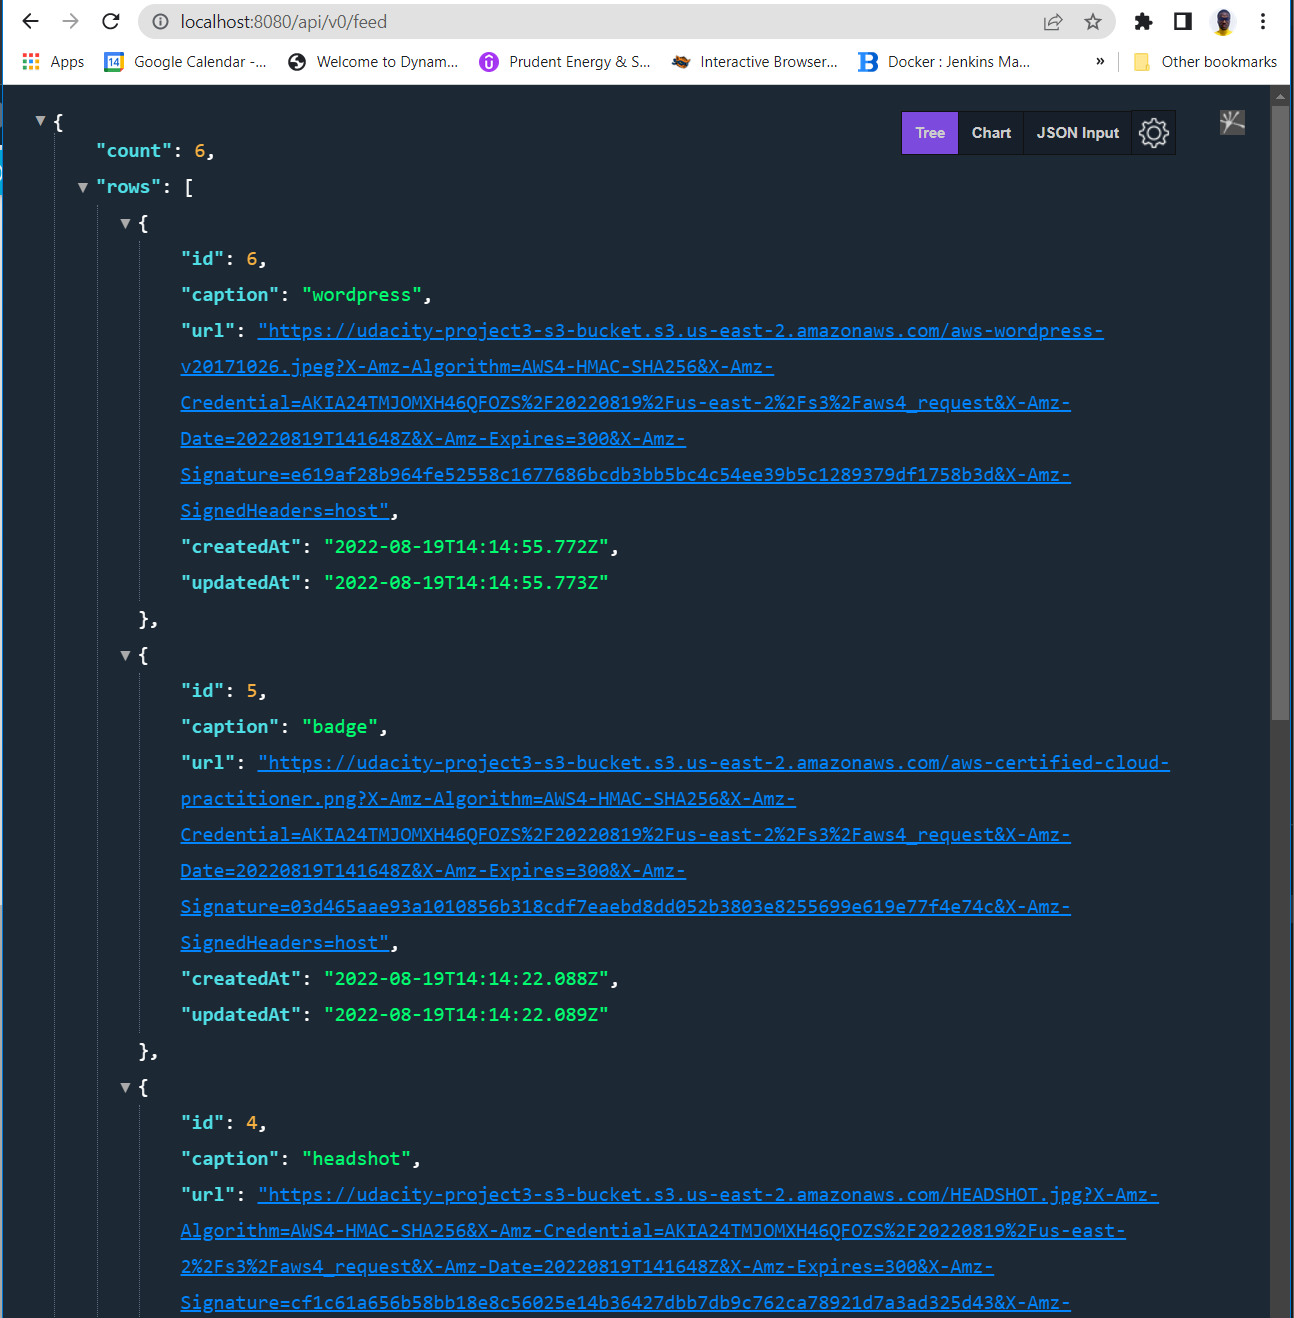 localhost:8080/api/v0/feed
Apps
14
Google Calendar -...
Welcome to Dynam...
Prudent Energy & S...
Interactive Browser...
Docker : Jenkins Ma...
»
Other bookmarks
Tree
Chart
JSON Input
{
"count": 6,
"rows": [
{
"id": 6,
"caption": "wordpress",
"url": "https://udacity-project3-s3-bucket.s3.us-east-2.amazonaws.com/aws-wordpress-
v20171026.jpeg?X-Amz-Algorithm=AWS4-HMAC-SHA256&X-Amz-
Credential=AKIA24TMJOMXH46QFOZS%2F20220819%2Fus-east-2%2Fs3%2Faws4_request&X-Amz-
Date=20220819T141648Z&X-Amz-Expires=300&X-Amz-
Signature=e619af28b964fe52558c1677686bcdb3bb5bc4c54ee39b5c1289379df1758b3d&X-Amz-
SignedHeaders=host",
"createdAt": "2022-08-19T14:14:55.772Z",
"updatedAt": "2022-08-19T14:14:55.773Z"
},
{
"id": 5,
"caption": "badge",
"url": "https://udacity-project3-s3-bucket.s3.us-east-2.amazonaws.com/aws-certified-cloud-
practitioner.png?X-Amz-Algorithm=AWS4-HMAC-SHA256&X-Amz-
Credential=AKIA24TMJOMXH46QFOZS%2F20220819%2Fus-east-2%2Fs3%2Faws4_request&X-Amz-
Date=20220819T141648Z&X-Amz-Expires=300&X-Amz-
Signature=03d465aae93a1010856b318cdf7eaebd8dd052b3803e8255699e619e77f4e74c&X-Amz-
SignedHeaders=host",
"createdAt": "2022-08-19T14:14:22.088Z",
"updatedAt": "2022-08-19T14:14:22.089Z"
},
{
"id": 4,
"caption": "headshot",
"url": "https://udacity-project3-s3-bucket.s3.us-east-2.amazonaws.com/HEADSHOT.jpg?X-Amz-
Algorithm=AWS4-HMAC-SHA256&X-Amz-Credential=AKIA24TMJOMXH46QFOZS%2F20220819%2Fus-east-
2%2Fs3%2Faws4_request&X-Amz-Date=20220819T141648Z&X-Amz-Expires=300&X-Amz-
Signature=cf1c61a656b58bb18e8c56025e14b36427dbb7db9c762ca78921d7a3ad325d43&X-Amz-